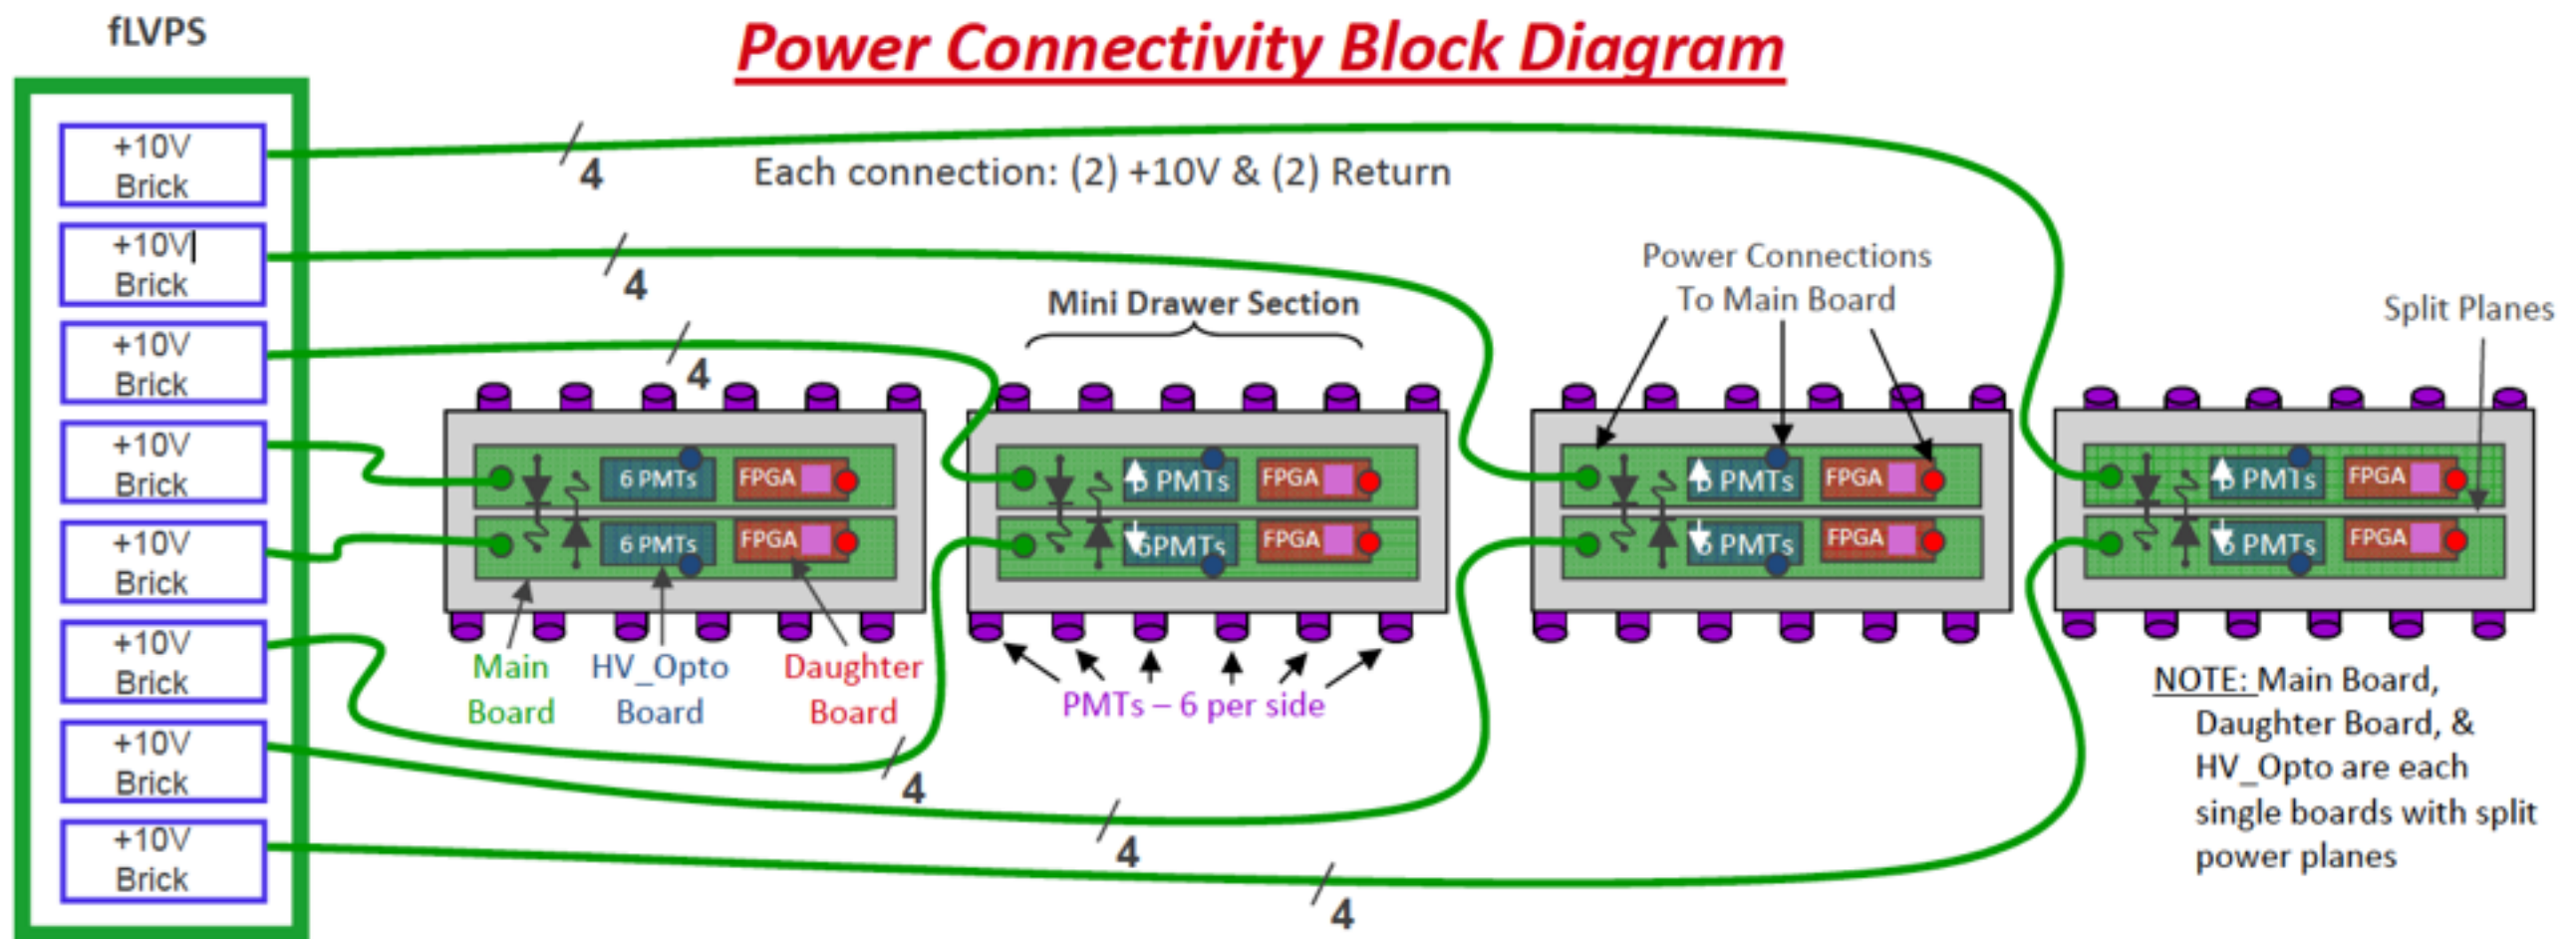 fLVPS
Power Connectivity Block Diagram
+10V
Brick
+10V
Brick
+10V
Brick
+10V
Brick
+10V
Brick
+10V
Brick
+10V
Brick
+10V
Brick
4
Each connection: (2) +10V & (2) Return
4
4
Mini Drawer Section
Power Connections
To Main Board
Split Planes
6 PMTs FPGA
6 PMTs FPGA
6 PMTs FPGA
6PMTs FPGA
6 PMTs FPGA
6 PMTs FPGA
6 PMTs FPGA
6 PMTs FPGA
Main
Board
HV_Opto
Board
Daughter
Board
PMTs – 6 per side
4
4
4
NOTE: Main Board,
Daughter Board, &
HV_Opto are each
single boards with split
power planes